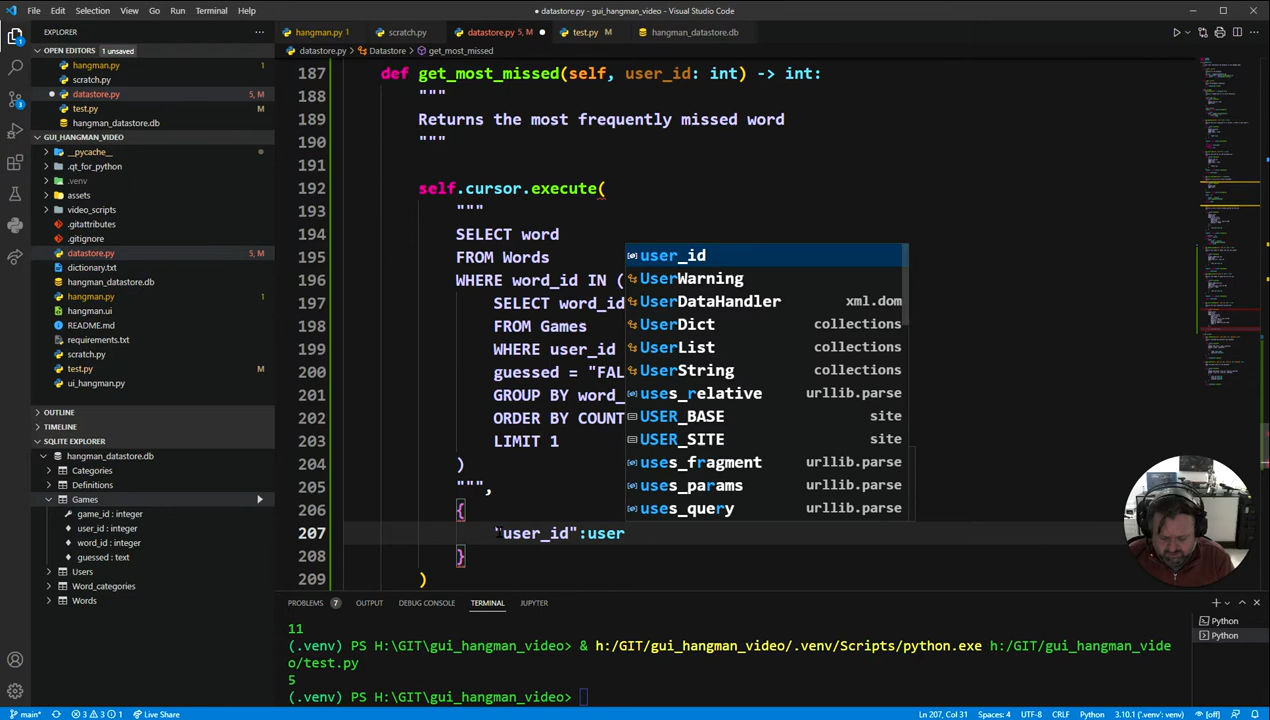 File Edit Selection View Go Run Terminal Help
● datastore.py - gui_hangman_video - Visual Studio Code
EXPLORER
OPEN EDITORS 1 unsaved
hangman.py 1
scratch.py
datastore.py 5, M
test.py M
hangman_datastore.db
GUI_HANGMAN_VIDEO
__pycache__
.qt_for_python
.venv
assets
video_scripts
.gitattributes
.gitignore
datastore.py 5, M
dictionary.txt
hangman_datastore.db
hangman.py 1
hangman.ui
README.md
requirements.txt
scratch.py
test.py M
ui_hangman.py
OUTLINE
TIMELINE
SQLITE EXPLORER
hangman_datastore.db
Categories
Definitions
Games
game_id : integer
user_id : integer
word_id : integer
guessed : text
Users
Word_categories
Words
hangman.py 1 scratch.py datastore.py 5, M ● test.py M hangman_datastore.db
datastore.py > Datastore > get_most_missed
187 def get_most_missed(self, user_id: int) -> int:
188 """
189 Returns the most frequently missed word
190 """
191
192 self.cursor.execute(
193 """
194 SELECT word
195 FROM Words
196 WHERE word_id IN (
197 SELECT word_id
198 FROM Games
199 WHERE user_id
200 guessed = "FAL
201 GROUP BY word_
202 ORDER BY COUNT
203 LIMIT 1
204 )
205 """,
206 {
207 "user_id":user
208 }
209 )
user_id
UserWarning
UserDataHandler xml.dom
UserDict collections
UserList collections
UserString collections
uses_relative urllib.parse
USER_BASE site
USER_SITE site
uses_fragment urllib.parse
uses_params urllib.parse
uses_query urllib.parse
PROBLEMS 7 OUTPUT DEBUG CONSOLE TERMINAL JUPYTER
11
(.venv) PS H:\GIT\gui_hangman_video> & h:/GIT/gui_hangman_video/.venv/Scripts/python.exe h:/GIT/gui_hangman_vide
o/test.py
5
(.venv) PS H:\GIT\gui_hangman_video>
Python
Python
main* 3 3 1 Live Share
Ln 207, Col 31 Spaces: 4 UTF-8 CRLF Python 3.10.1 ('.venv': venv) [off]